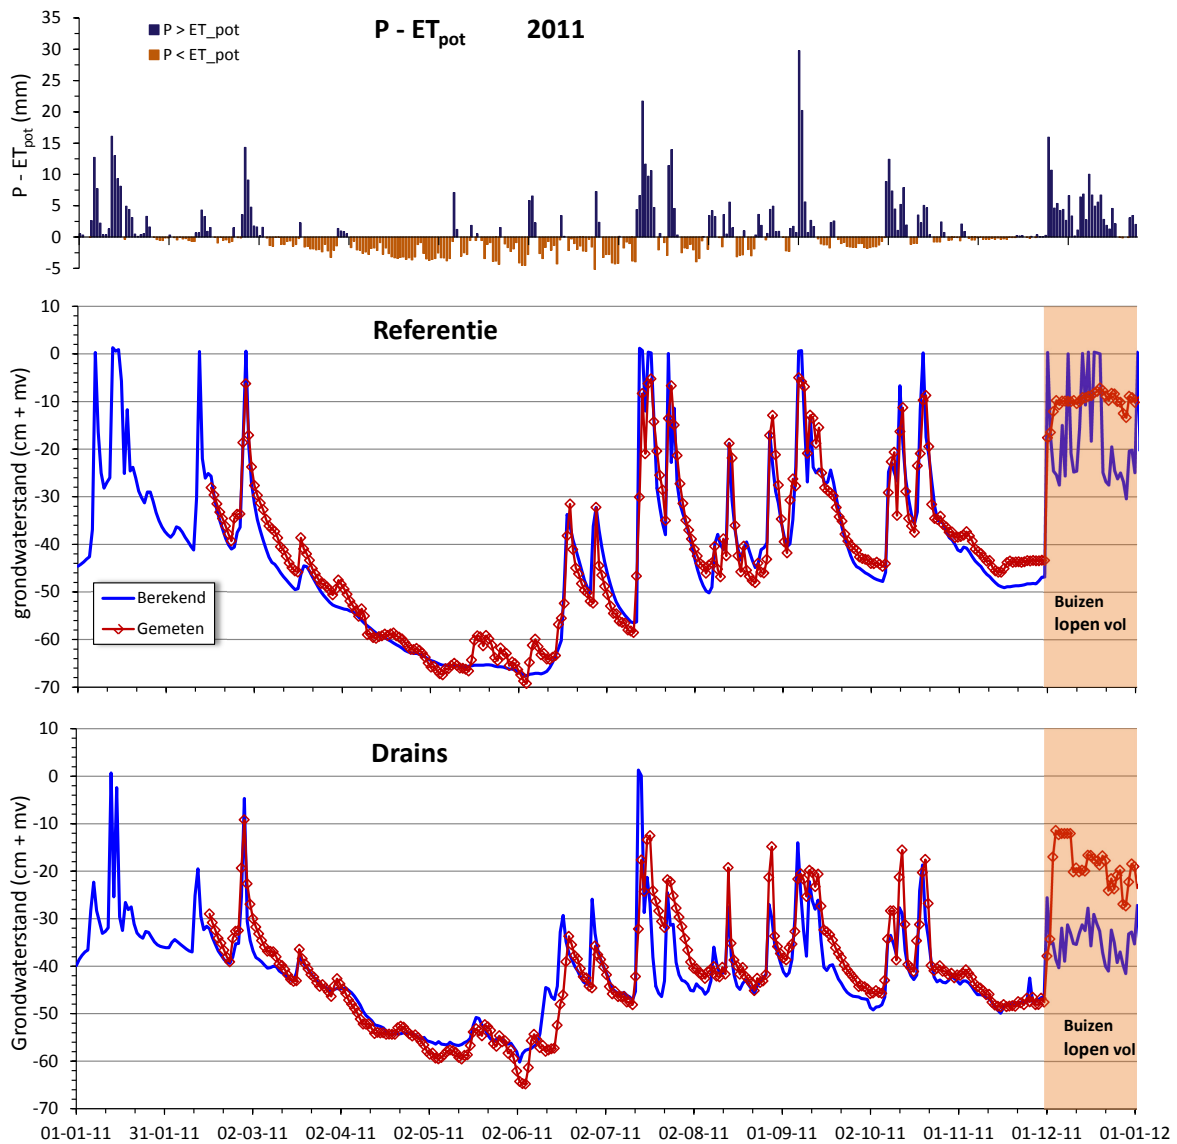 P - ETpot 2011
P > ET_pot
P < ET_pot
P - ETpot (mm)
35
30
25
20
15
10
5
0
-5
Referentie
grondwaterstand (cm + mv)
10
0
-10
-20
-30
-40
-50
-60
-70
Berekend
Gemeten
Buizen
lopen vol
Drains
Grondwaterstand (cm + mv)
10
0
-10
-20
-30
-40
-50
-60
-70
Buizen
lopen vol
01-01-11 31-01-11 02-03-11 02-04-11 02-05-11 02-06-11 02-07-11 02-08-11 01-09-11 02-10-11 01-11-11 01-12-11 01-01-12